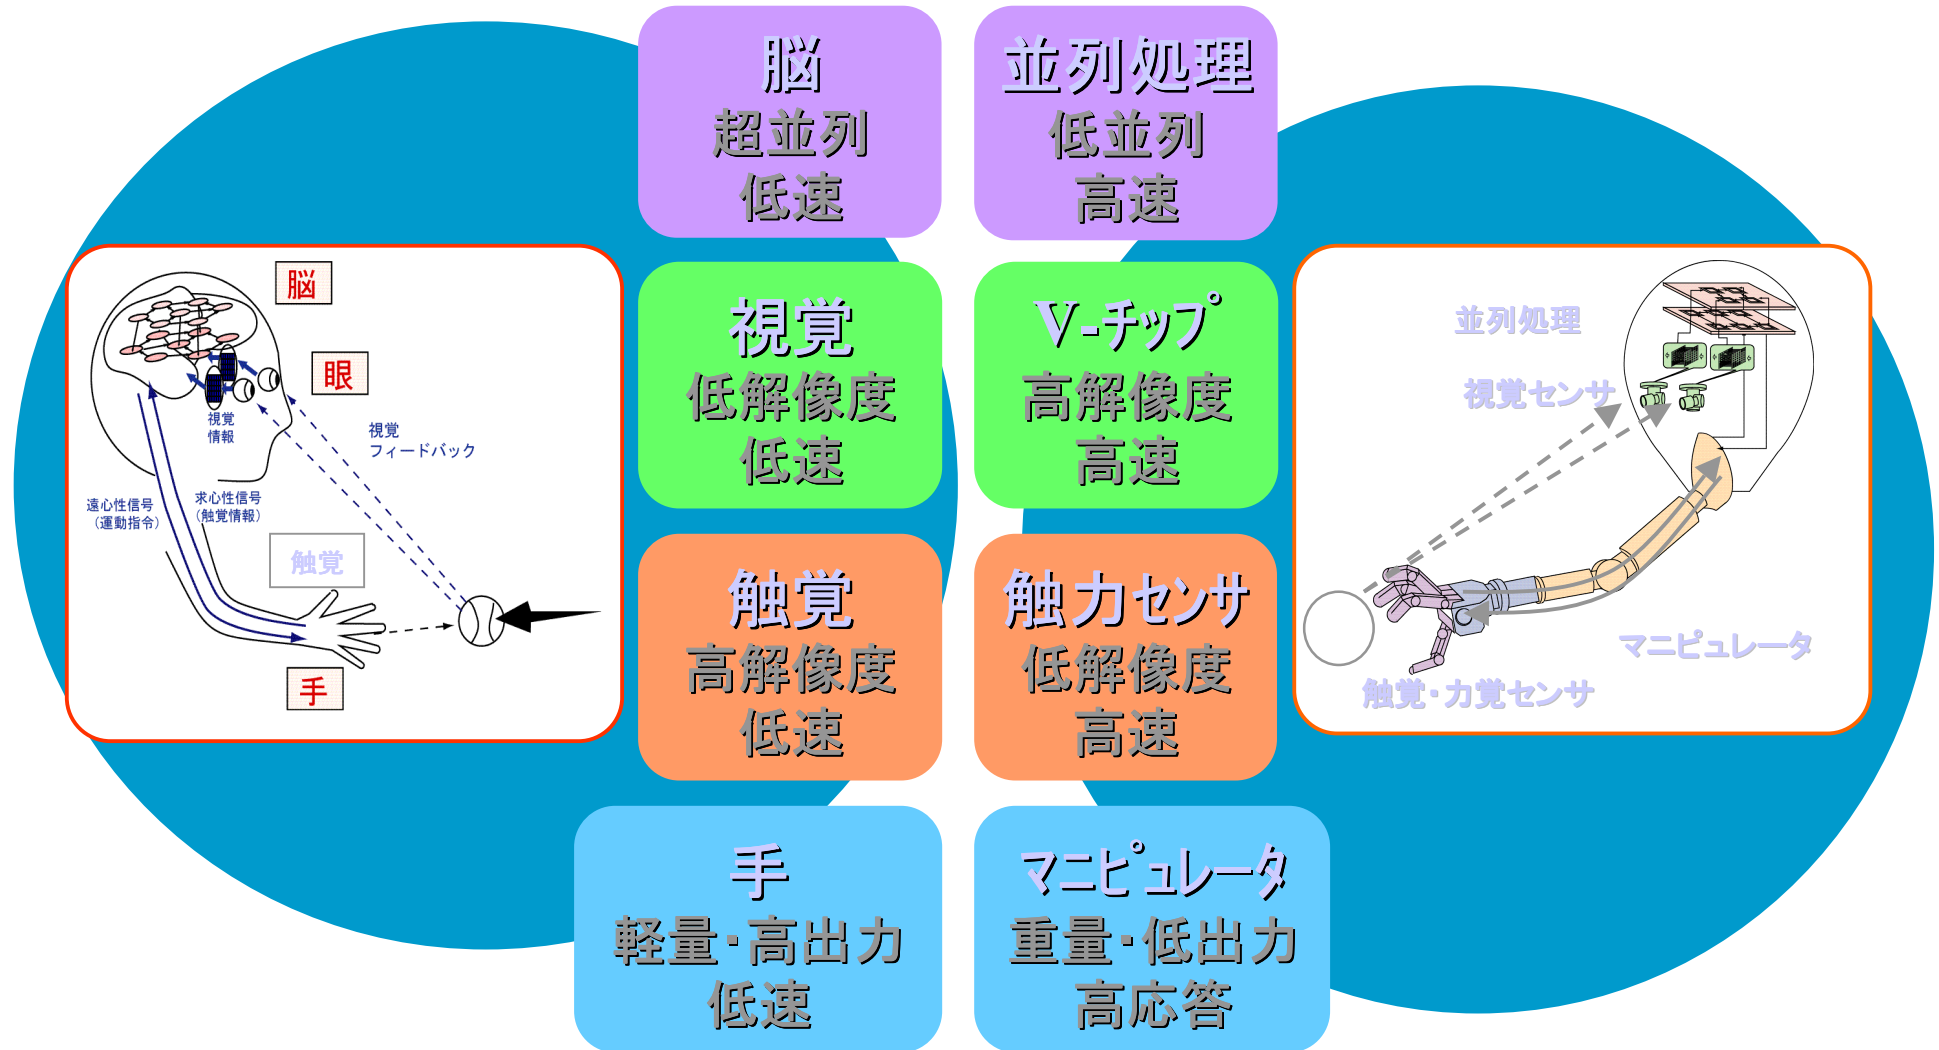 脳
超並列
低速
並列処理
低並列
高速
視覚
低解像度
低速
V-チップ
高解像度
高速
触覚
高解像度
低速
触力センサ
低解像度
高速
手
軽量・高出力
低速
マニピュレータ
重量・低出力
高応答
脳
眼
視覚
情報
視覚
フィードバック
遠心性信号
（運動指令）
求心性信号
（触覚情報）
触覚
手
並列処理
視覚センサ
マニピュレータ
触覚・力覚センサ